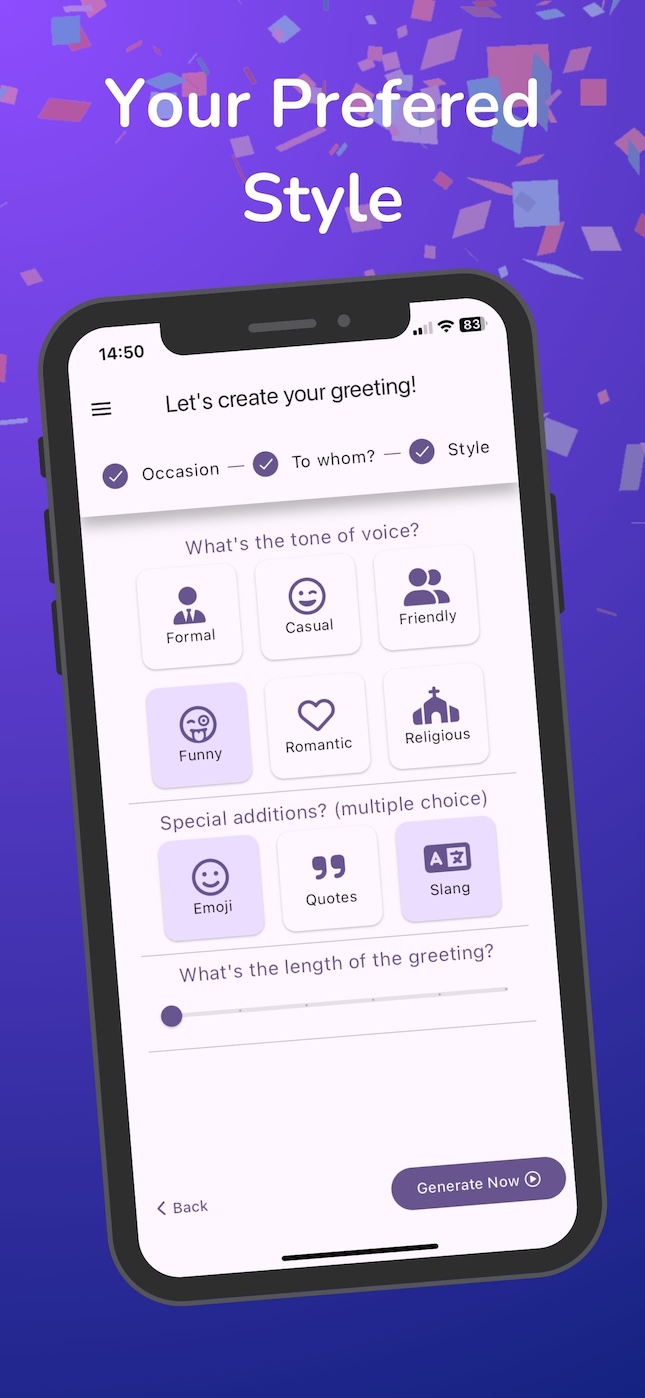 Your Prefered
Style
14:50
83
Let's create your greeting!
Occasion — To whom? — Style
What's the tone of voice?
Formal Casual Friendly
Funny Romantic Religious
Special additions? (multiple choice)
Emoji Quotes Slang
What's the length of the greeting?
Back
Generate Now